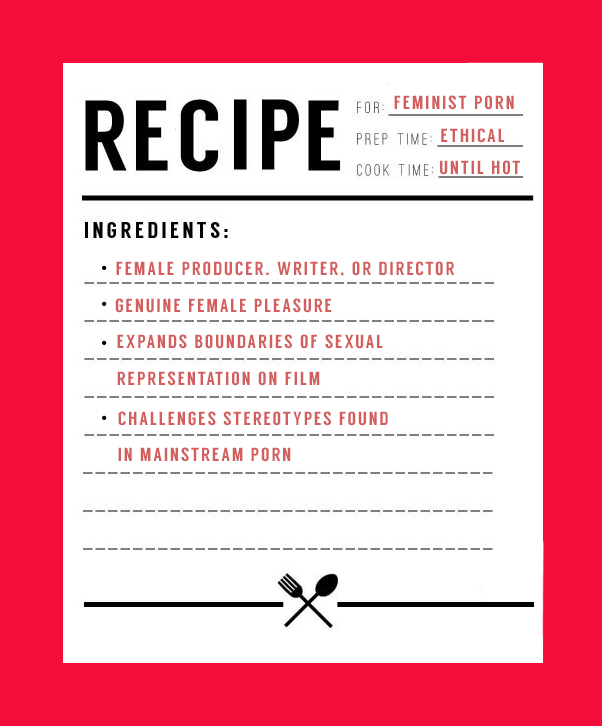 RECIPE
FOR: FEMINIST PORN
PREP TIME: ETHICAL
COOK TIME: UNTIL HOT
INGREDIENTS:
• FEMALE PRODUCER, WRITER, OR DIRECTOR
• GENUINE FEMALE PLEASURE
• EXPANDS BOUNDARIES OF SEXUAL
REPRESENTATION ON FILM
• CHALLENGES STEREOTYPES FOUND
IN MAINSTREAM PORN